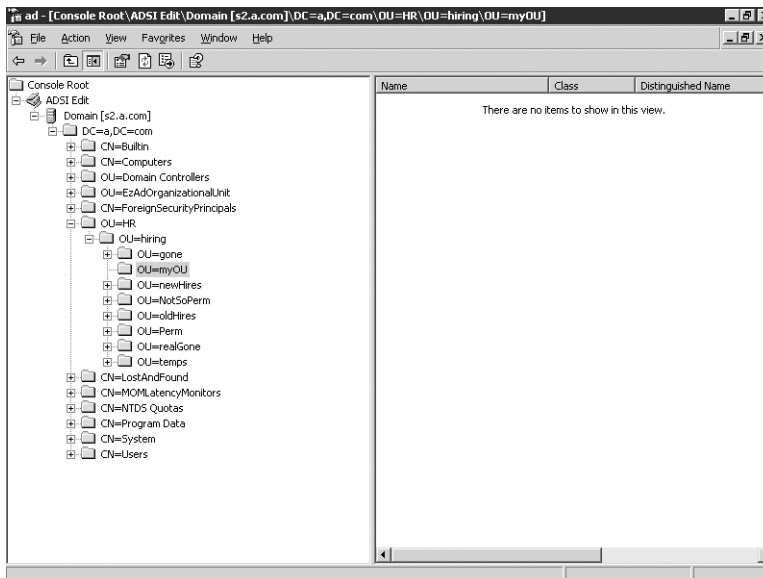 ad - [Console Root\ADSI Edit\Domain [s2.a.com]\DC=a,DC=com\OU=HR\OU=hiring\OU=myOU]
File Action View Favorites Window Help
Console Root
ADSI Edit
Domain [s2.a.com]
DC=a,DC=com
CN=Builtin
CN=Computers
OU=Domain Controllers
OU=EzAdOrganizationalUnit
CN=ForeignSecurityPrincipals
OU=HR
OU=hiring
OU=gone
OU=myOU
OU=newHires
OU=NotSoPerm
OU=oldHires
OU=Perm
OU=realGone
OU=temps
CN=LostAndFound
CN=MOMLatencyMonitors
CN=NTDS Quotas
CN=Program Data
CN=System
CN=Users
Name Class Distinguished Name
There are no items to show in this view.